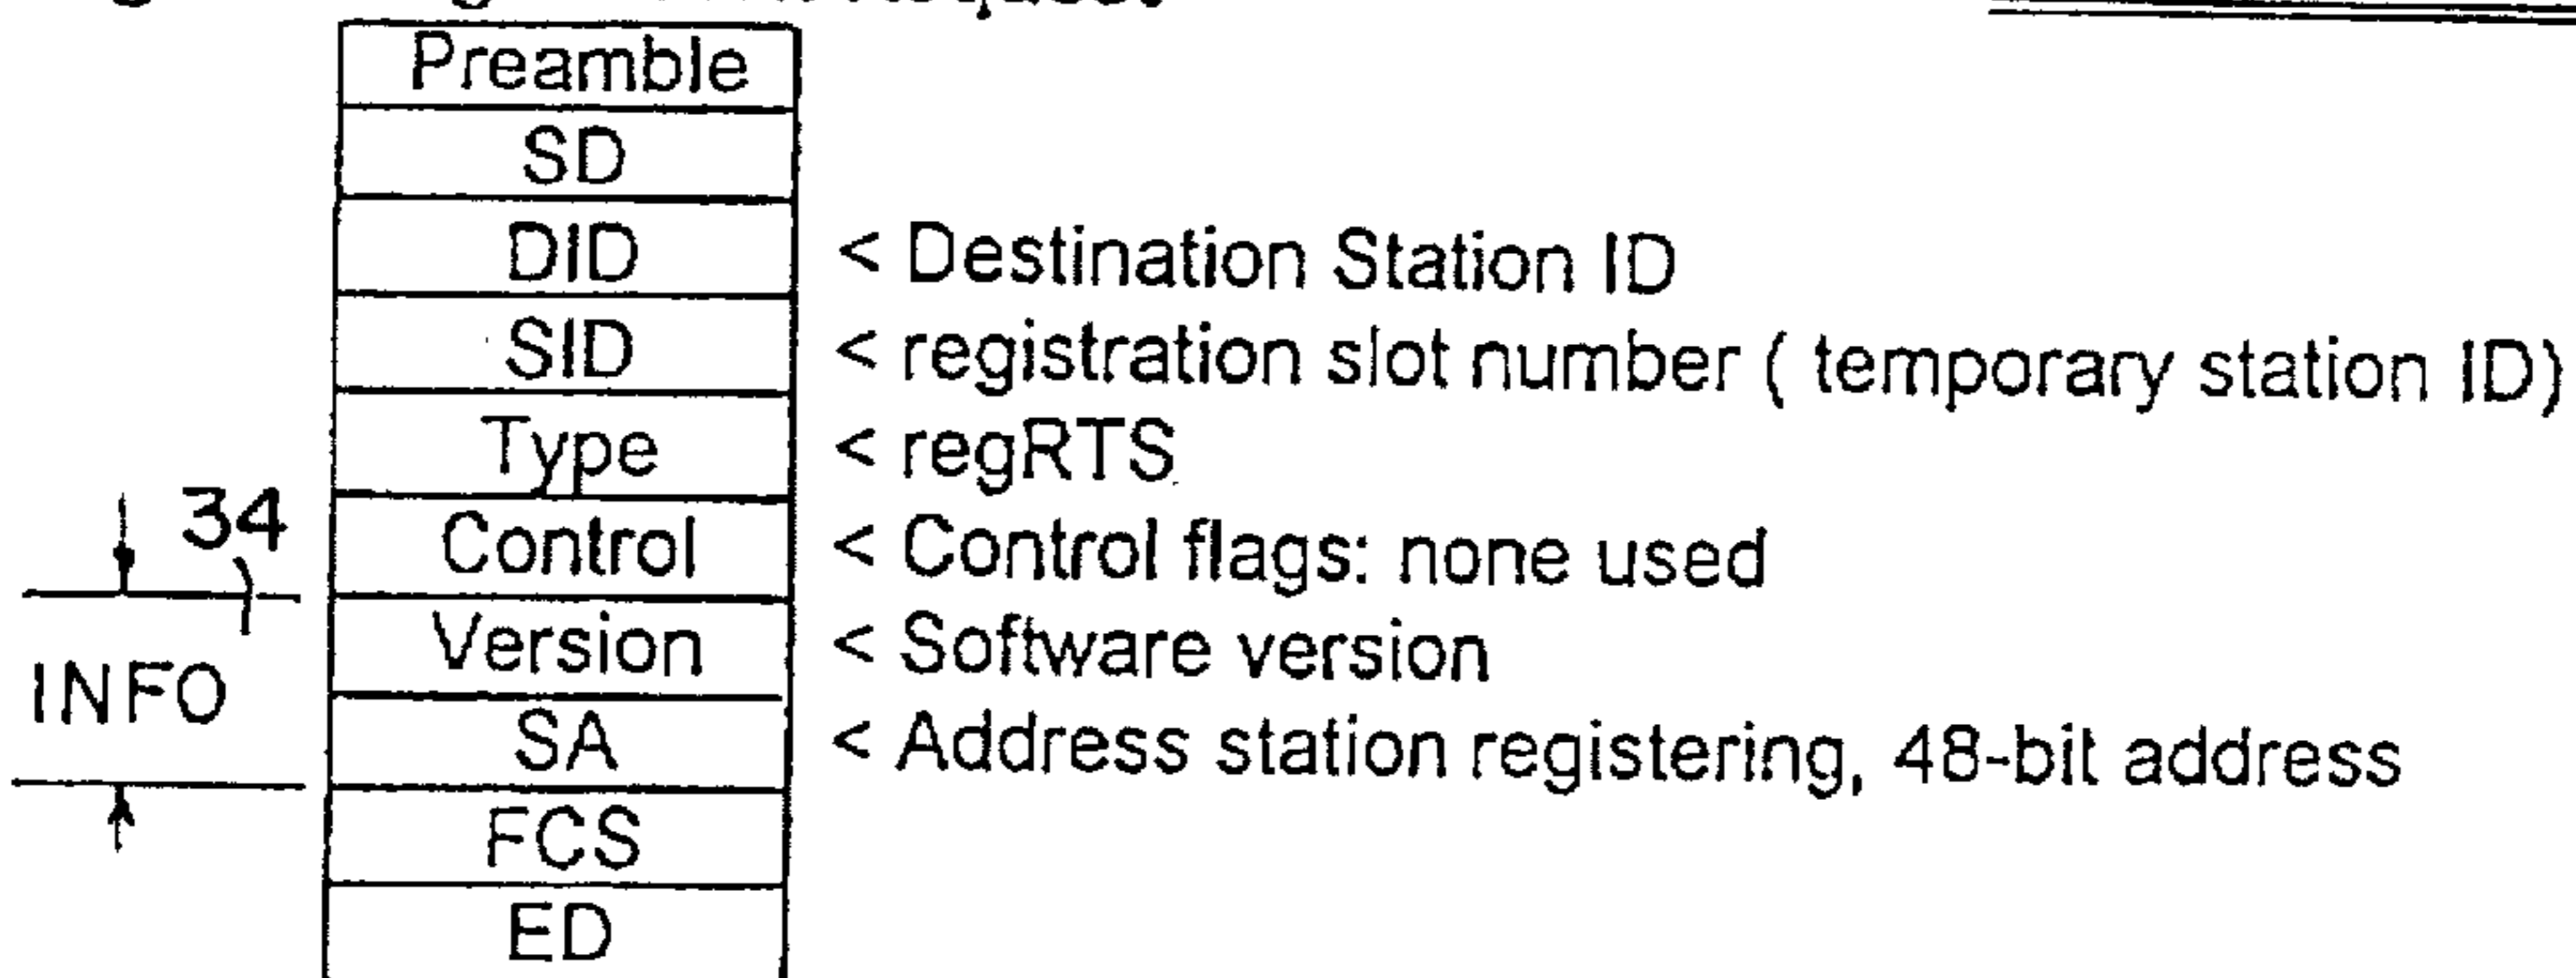 Preamble
SD
DID < Destination Station ID
SID < registration slot number ( temporary station ID)
Type < regRTS
34
Control < Control flags: none used
Version < Software version
INFO
SA < Address station registering, 48-bit address
FCS
ED